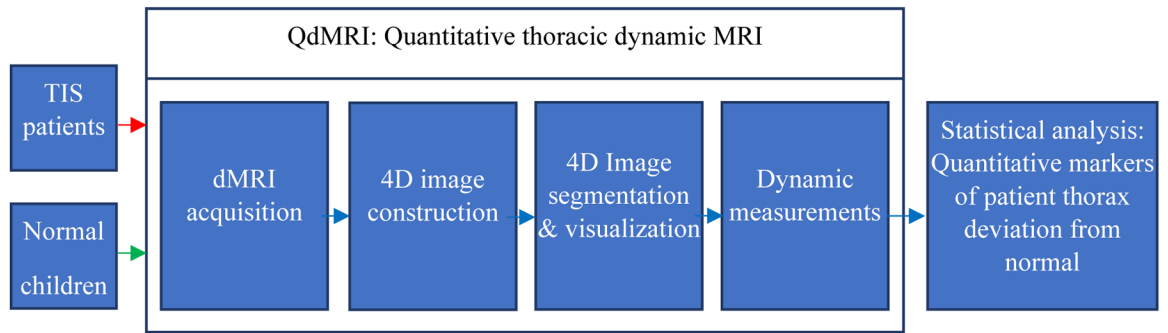 QdMRI: Quantitative thoracic dynamic MRI
TIS
patients
Normal
children
dMRI
acquisition
4D image
construction
4D Image
segmentation
& visualization
Dynamic
measurements
Statistical analysis:
Quantitative markers
of patient thorax
deviation from
normal